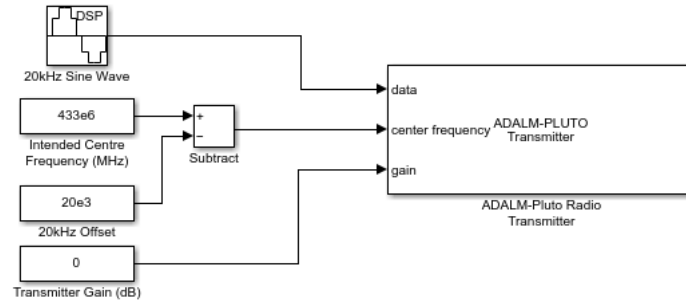 DSP
20kHz Sine Wave
433e6
Intended Centre
Frequency (MHz)
+
−
Subtract
20e3
20kHz Offset
0
Transmitter Gain (dB)
data
center frequency
gain
ADALM-PLUTO
Transmitter
ADALM-Pluto Radio
Transmitter